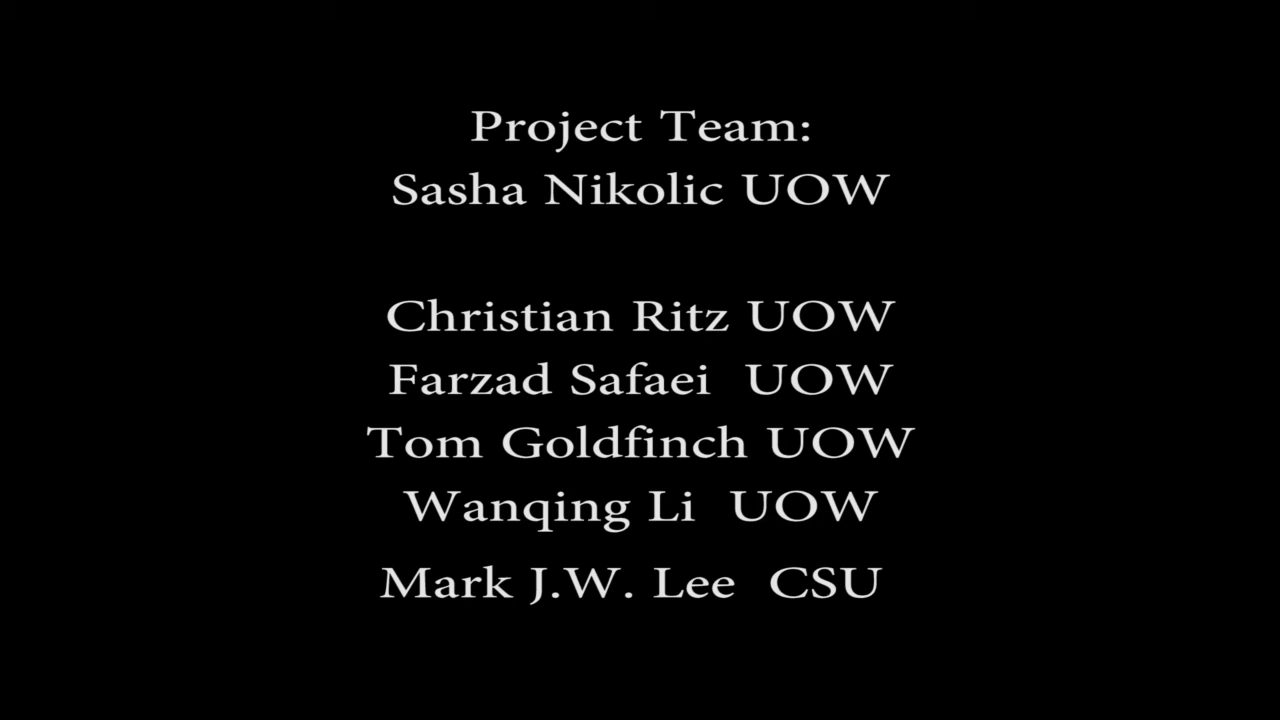 Project Team:
Sasha Nikolic UOW
Christian Ritz UOW
Farzad Safaei UOW
Tom Goldfinch UOW
Wanqing Li UOW
Mark J.W. Lee CSU